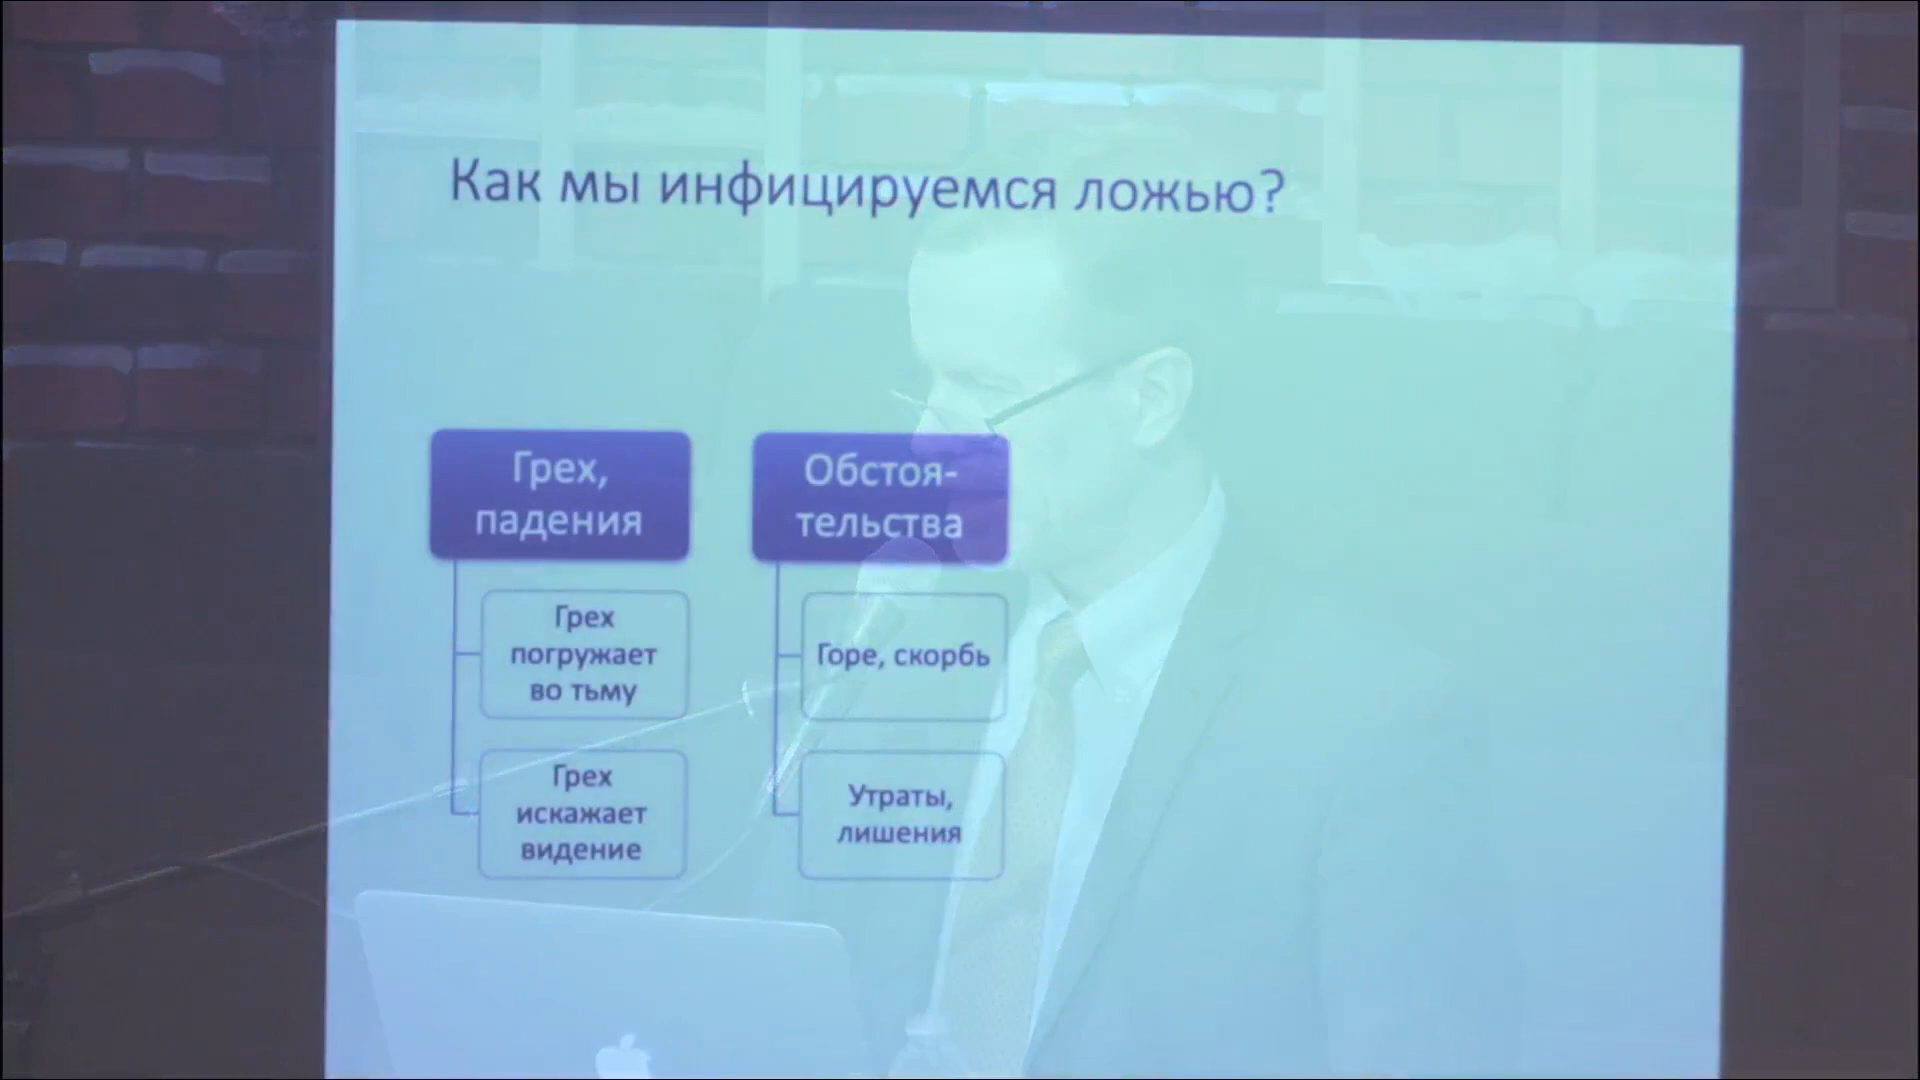 Как мы инфицируемся ложью?
Грех,
падения
Грех
погружает
во тьму
Грех
искажает
видение
Обстоя-
тельства
Горе, скорбь
Утраты,
лишения